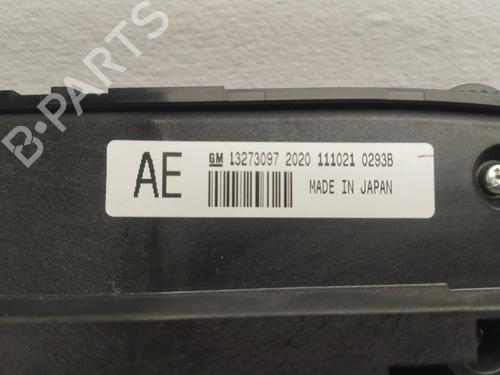 B-PARTS
AE
GM 13273097 2020 111021 0293B
MADE IN JAPAN